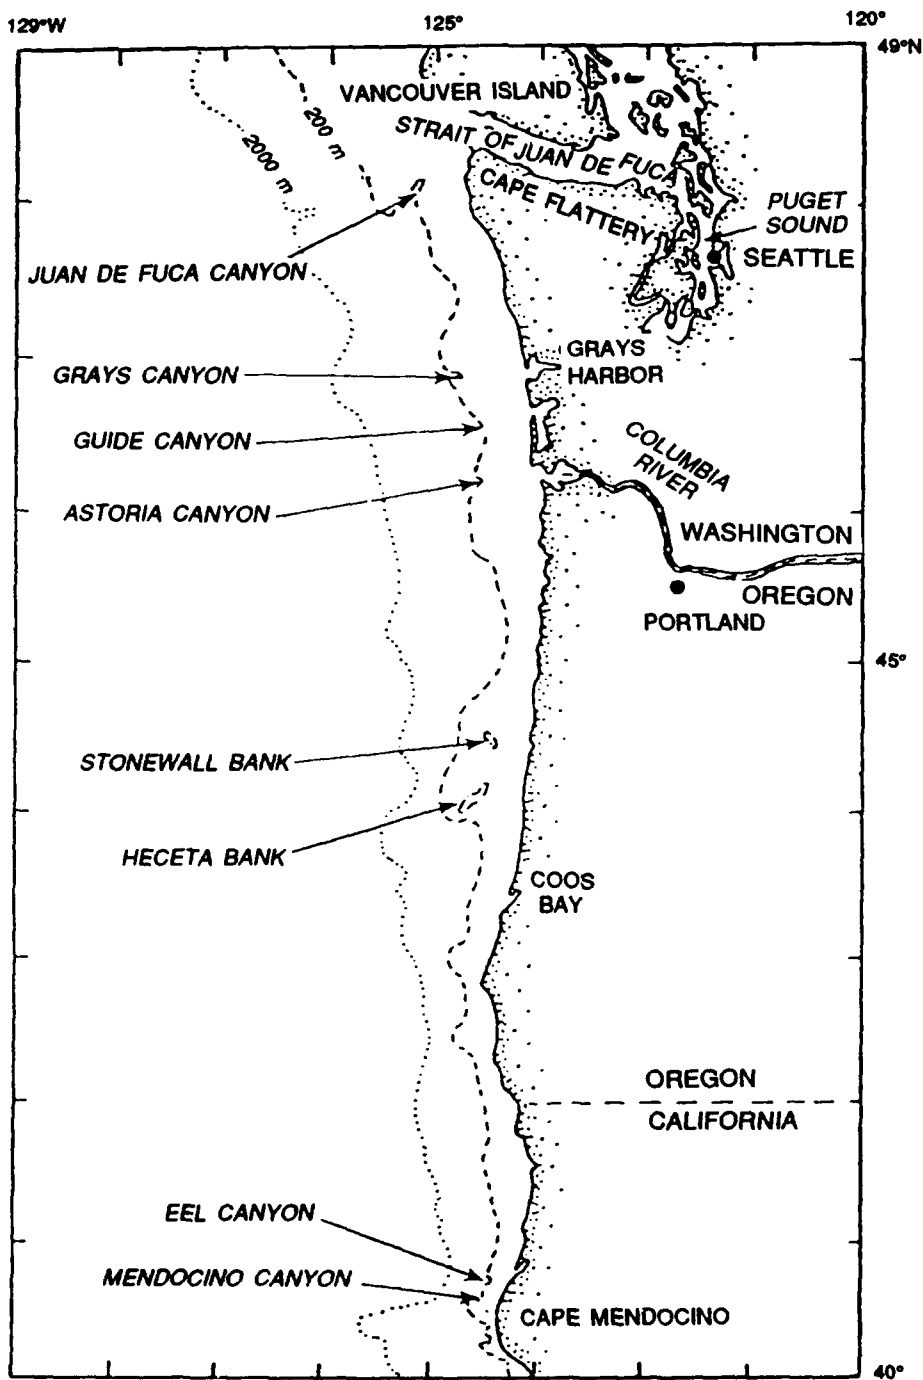 129°W
125°
120°
49°N
VANCOUVER ISLAND
200 m
2000 m
STRAIT OF JUAN DE FUCA
CAPE FLATTERY
PUGET
SOUND
SEATTLE
JUAN DE FUCA CANYON
GRAYS
HARBOR
GRAYS CANYON
GUIDE CANYON
COLUMBIA
RIVER
ASTORIA CANYON
WASHINGTON
OREGON
PORTLAND
45°
STONEWALL BANK
HECETA BANK
COOS
BAY
OREGON
CALIFORNIA
EEL CANYON
MENDOCINO CANYON
CAPE MENDOCINO
40°